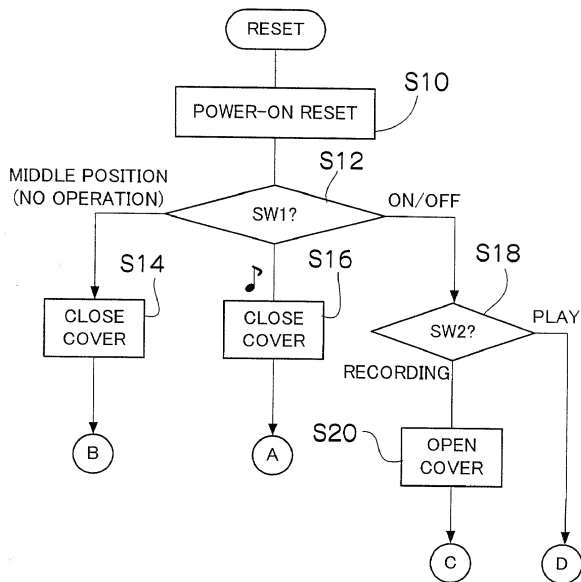 RESET
S10
POWER-ON RESET
S12
MIDDLE POSITION
(NO OPERATION)
SW1?
ON/OFF
S14
S16
S18
CLOSE
COVER
CLOSE
COVER
SW2?
PLAY
RECORDING
S20
OPEN
COVER
B
A
C
D